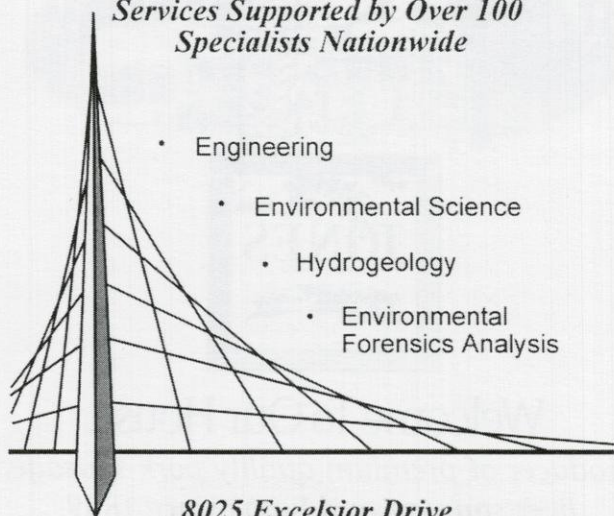 Services Supported by Over 100
Specialists Nationwide
• Engineering
• Environmental Science
• Hydrogeology
• Environmental
Forensics Analysis
8025 Excelsior Drive